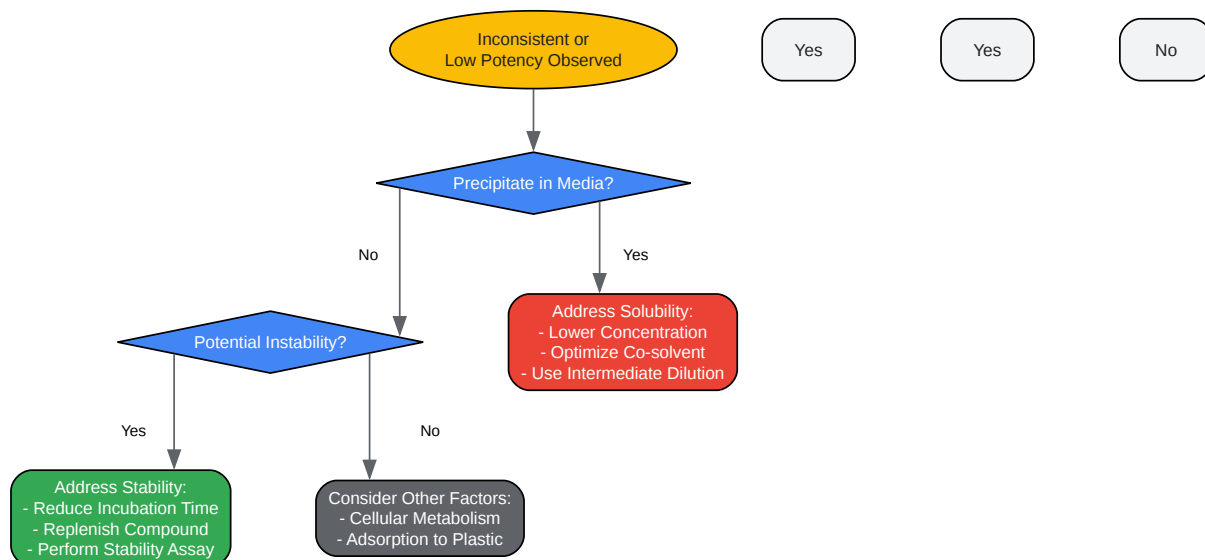 Inconsistent or
Low Potency Observed
Yes
Yes
No
Precipitate in Media?
No
Yes
Address Solubility:
- Lower Concentration
- Optimize Co-solvent
- Use Intermediate Dilution
Potential Instability?
Yes
No
Address Stability:
- Reduce Incubation Time
- Replenish Compound
- Perform Stability Assay
Consider Other Factors:
- Cellular Metabolism
- Adsorption to Plastic